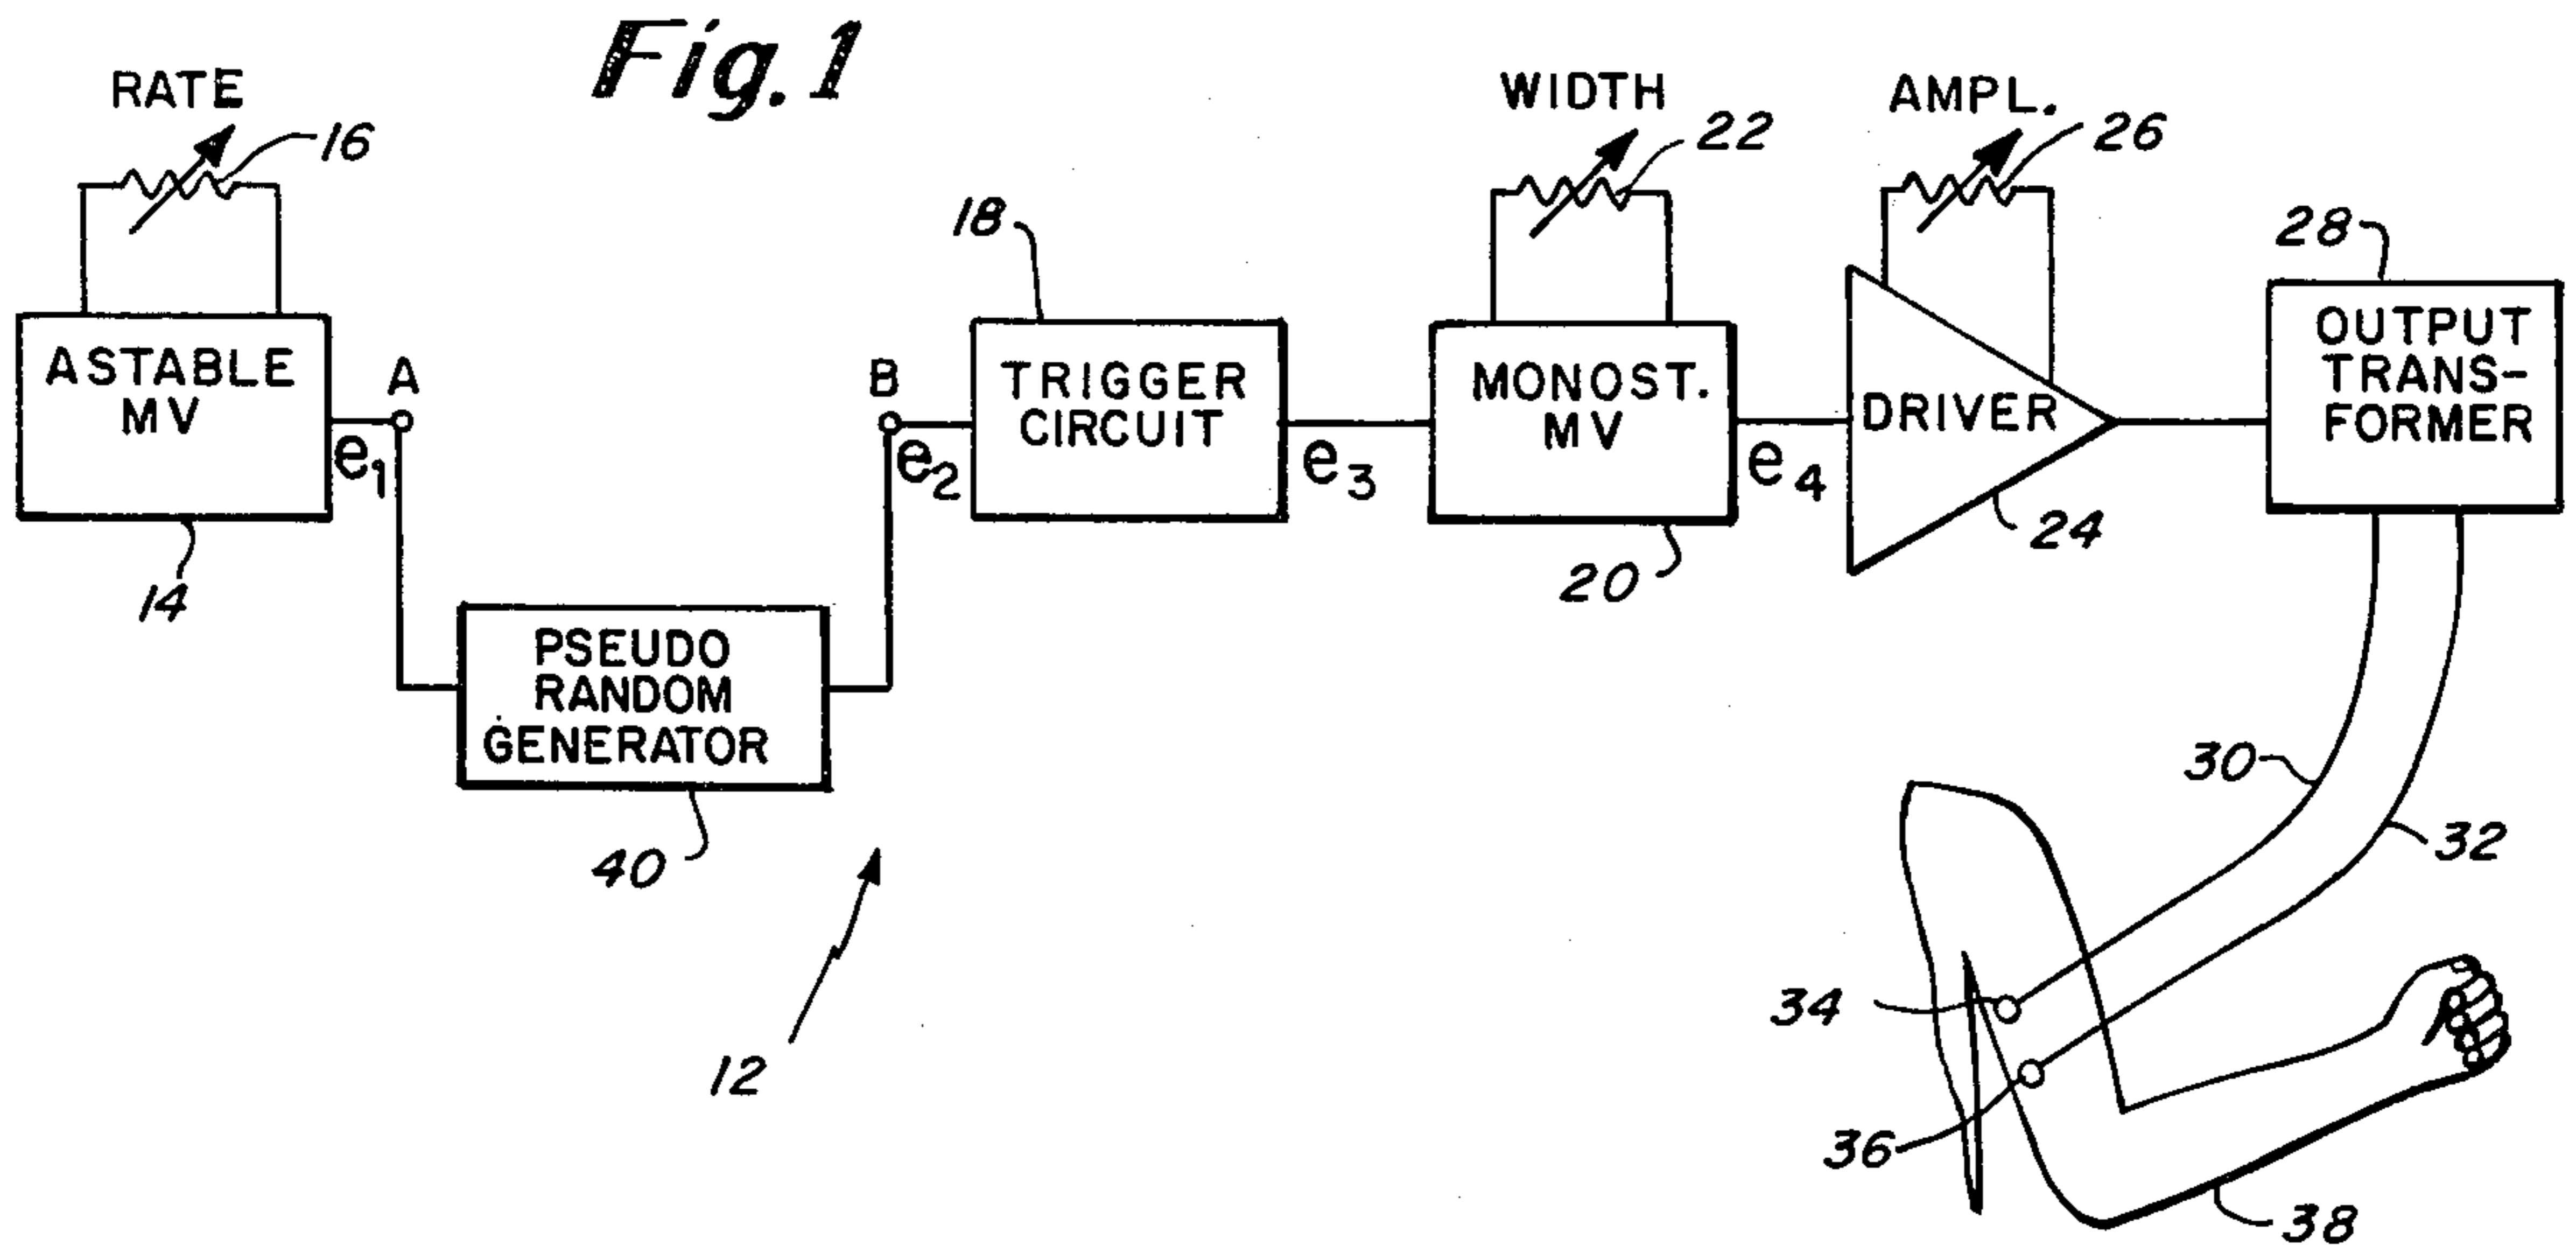 Fig. 1
RATE
16
WIDTH
22
AMPL.
26
18
28
ASTABLE
MV
A
e1
14
B
e2
TRIGGER
CIRCUIT
e3
MONOST.
MV
20
e4
DRIVER
24
OUTPUT
TRANS-
FORMER
PSEUDO
RANDOM
GENERATOR
40
12
30
32
34
36
38